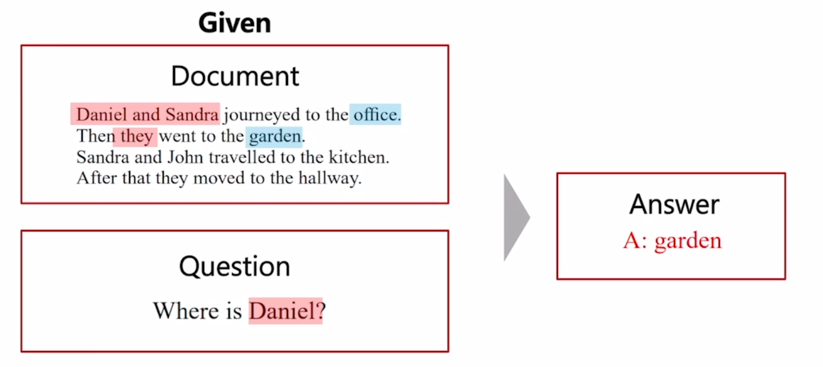 Given
Document
Daniel and Sandra journeyed to the office.
Then they went to the garden.
Sandra and John travelled to the kitchen.
After that they moved to the hallway.
Question
Where is Daniel?
Answer
A: garden